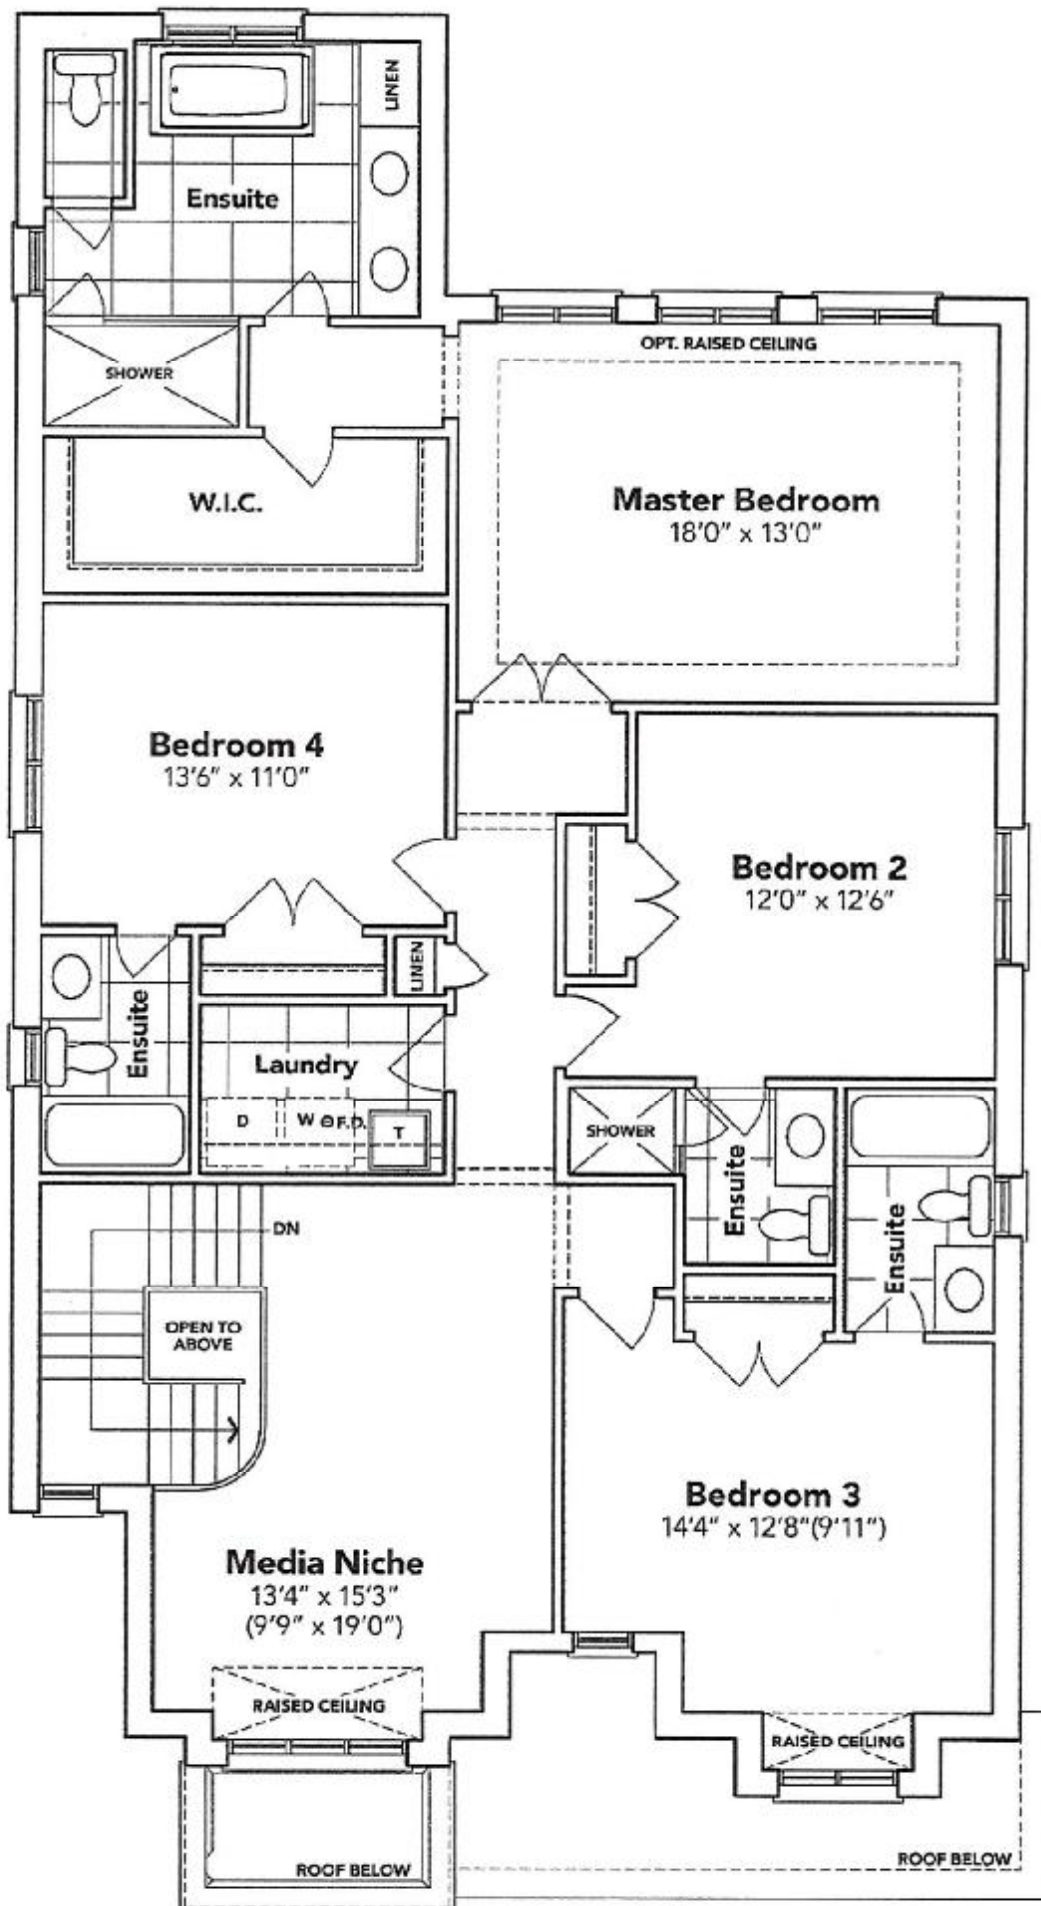 LINEN
Ensuite
SHOWER
OPT. RAISED CEILING
W.I.C.
Master Bedroom
18'0" x 13'0"
Bedroom 4
13'6" x 11'0"
Bedroom 2
12'0" x 12'6"
LINEN
Ensuite
Laundry
D
W
F.D.
T
SHOWER
Ensuite
Ensuite
DN
OPEN TO
ABOVE
Bedroom 3
14'4" x 12'8"(9'11")
Media Niche
13'4" x 15'3"
(9'9" x 19'0")
RAISED CEILING
RAISED CEILING
ROOF BELOW
ROOF BELOW